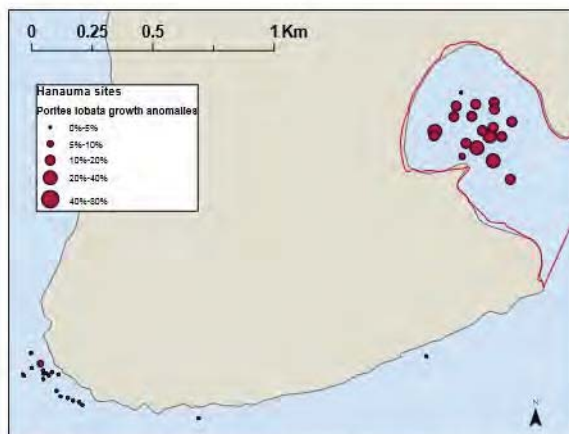 0 0.25 0.5 1 Km
Hanauma sites
Porites lobata growth anomalies
0%-5%
5%-10%
10%-20%
20%-40%
40%-80%
N